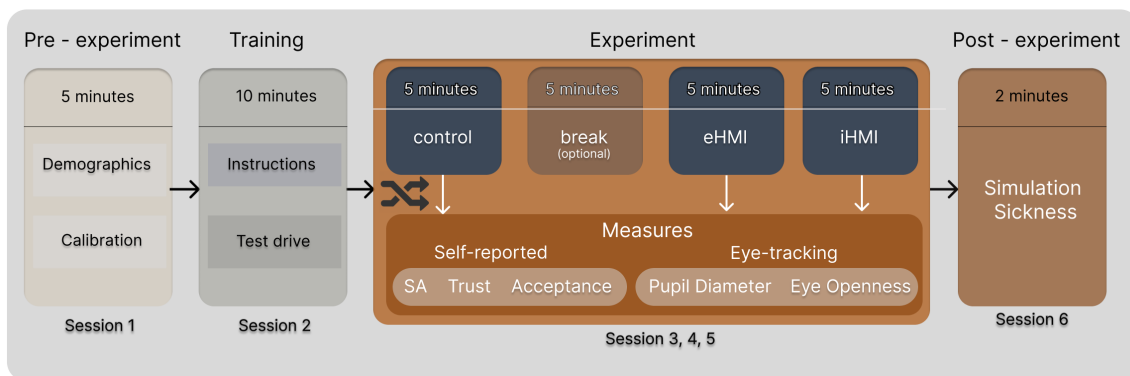 Pre - experiment
Training
Experiment
Post - experiment
5 minutes
Demographics
Calibration
Session 1
10 minutes
Instructions
Test drive
Session 2
5 minutes
control
5 minutes
break
(optional)
5 minutes
eHMI
5 minutes
iHMI
Measures
Self-reported
SA Trust Acceptance
Eye-tracking
Pupil Diameter Eye Openness
Session 3, 4, 5
2 minutes
Simulation
Sickness
Session 6